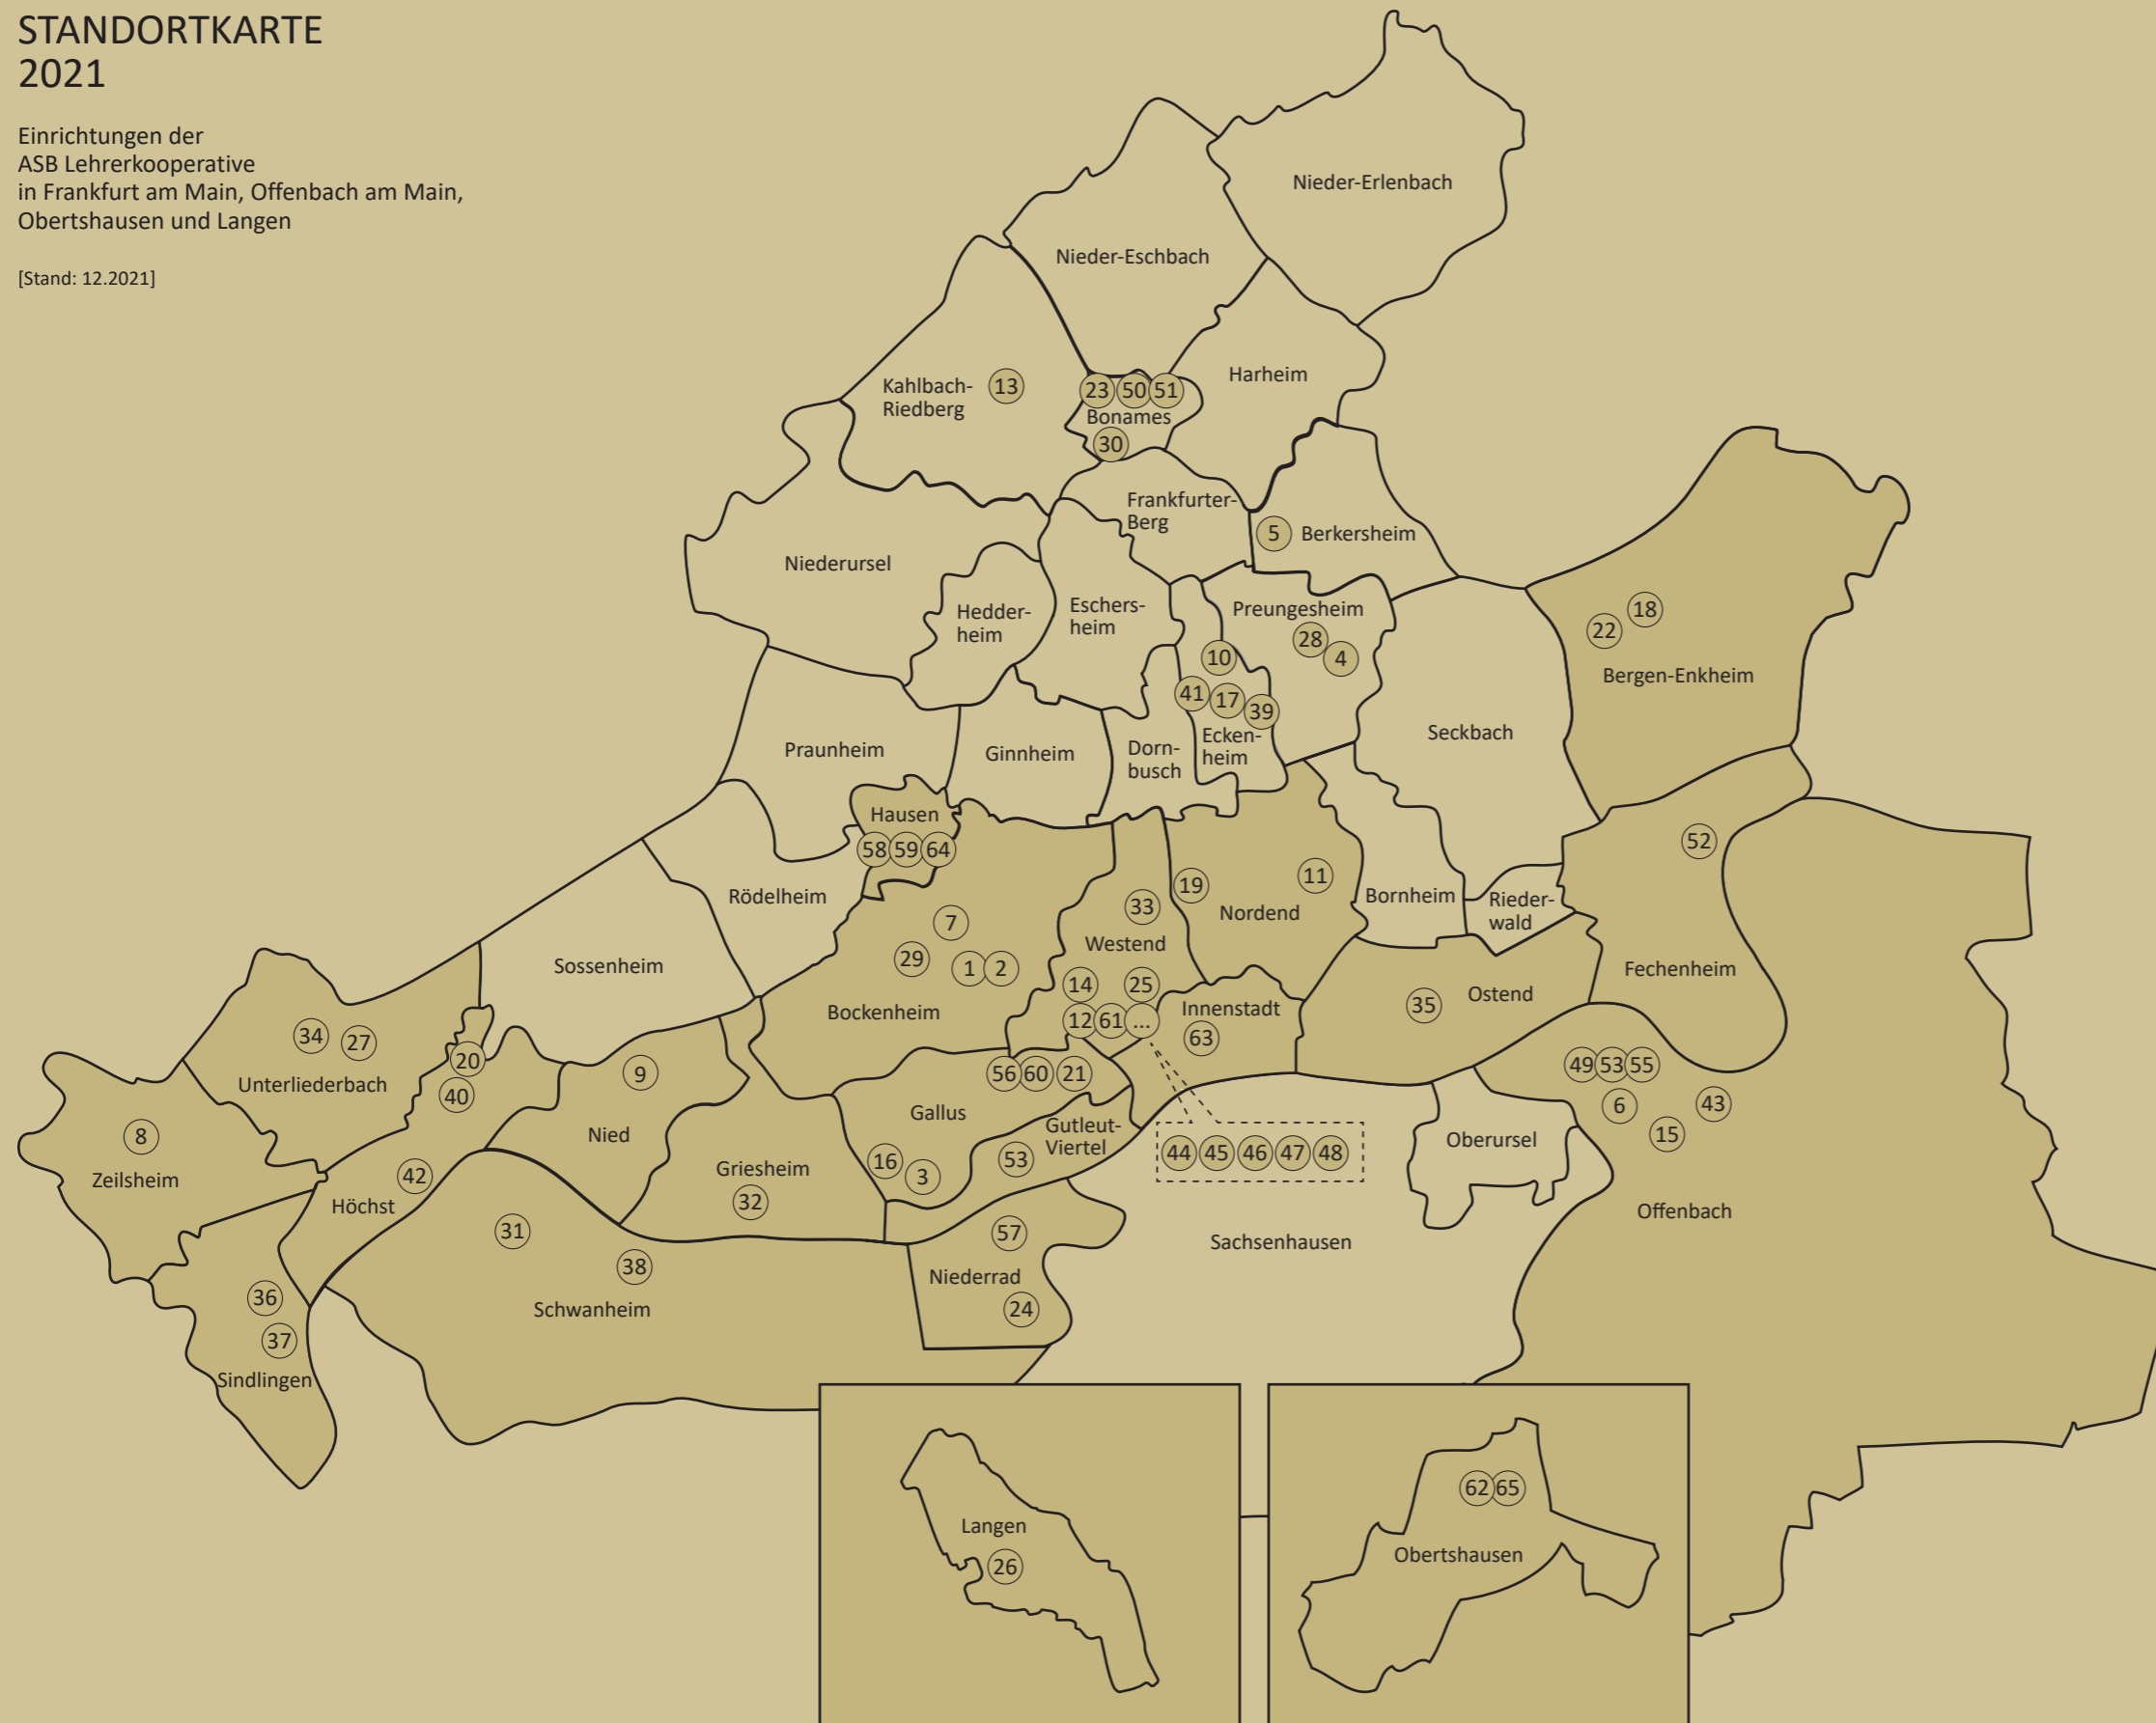 STANDORTKARTE
2021
Einrichtungen der
ASB Lehrerkooperative
in Frankfurt am Main, Offenbach am Main,
Obertshausen und Langen
[Stand: 12.2021]
Nieder-Erlenbach
Nieder-Eschbach
Harheim
Kahlbach-
Riedberg
13
23 50 51
Bonames
30
Frankfurter-
Berg
5 Berkersheim
Niederursel
Hedder-
heim
Eschers-
heim
Preungesheim
28
4
10
41 17 39
Ecken-
heim
18
22
Bergen-Enkheim
Seckbach
Praunheim
Ginnheim
Dorn-
busch
Hausen
58 59 64
52
Rödelheim
19
11
Nordend
Bornheim
Rieder-
wald
33
Westend
7
29
1 2
Bockenheim
14 25
12 61 ...
Innenstadt
63
Sossenheim
Fechenheim
35
Ostend
34 27
Unterliederbach
20
40
9
Nied
56 60 21
Gallus
Gutleut-
Viertel
16
3
53
49 53 55
6
43
15
Oberursel
44 45 46 47 48
8
Zeilsheim
42
Höchst
Griesheim
32
Offenbach
31
38
Schwanheim
57
Niederrad
24
Sachsenhausen
36
37
Sindlingen
Langen
26
62 65
Obertshausen